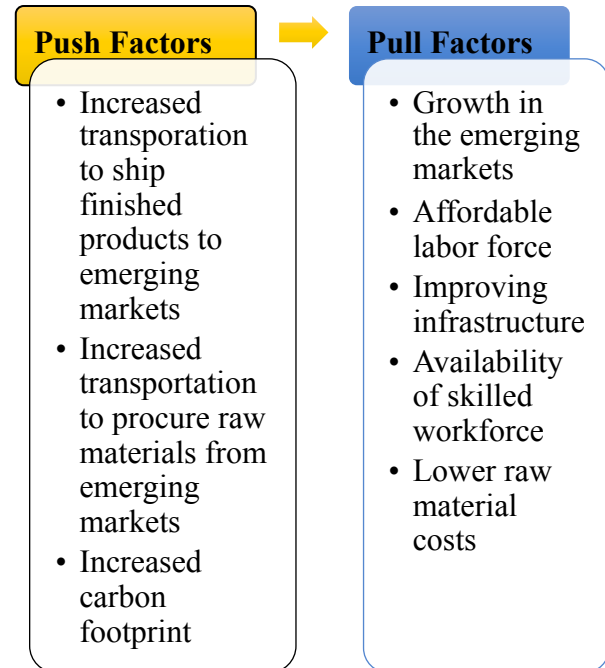 Push Factors
• Increased
transporation
to ship
finished
products to
emerging
markets
• Increased
transportation
to procure raw
materials from
emerging
markets
• Increased
carbon
footprint
Pull Factors
• Growth in
the emerging
markets
• Affordable
labor force
• Improving
infrastructure
• Availability
of skilled
workforce
• Lower raw
material
costs